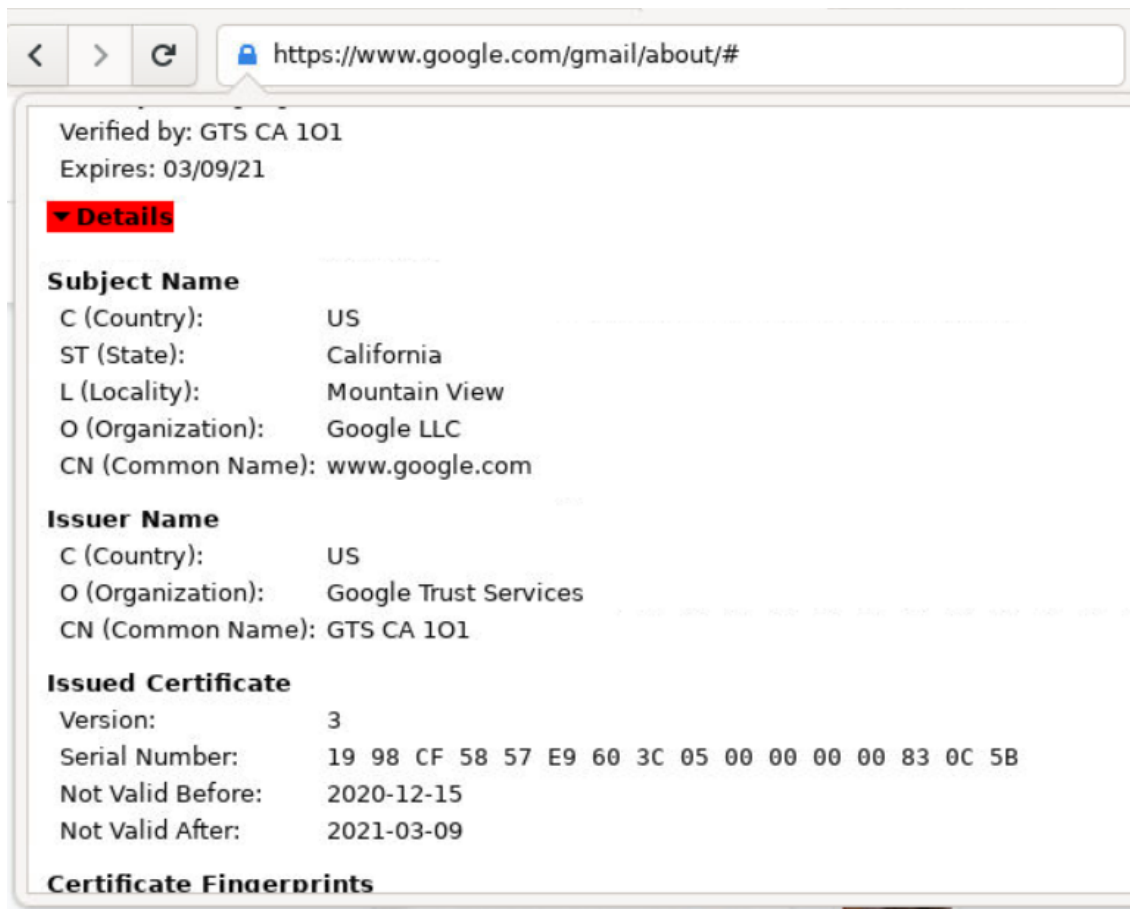 https://www.google.com/gmail/about/#
Verified by: GTS CA 1O1
Expires: 03/09/21
Details
Subject Name
C (Country): US
ST (State): California
L (Locality): Mountain View
O (Organization): Google LLC
CN (Common Name): www.google.com
Issuer Name
C (Country): US
O (Organization): Google Trust Services
CN (Common Name): GTS CA 1O1
Issued Certificate
Version: 3
Serial Number: 19 98 CF 58 57 E9 60 3C 05 00 00 00 00 83 0C 5B
Not Valid Before: 2020-12-15
Not Valid After: 2021-03-09
Certificate Fingerprints